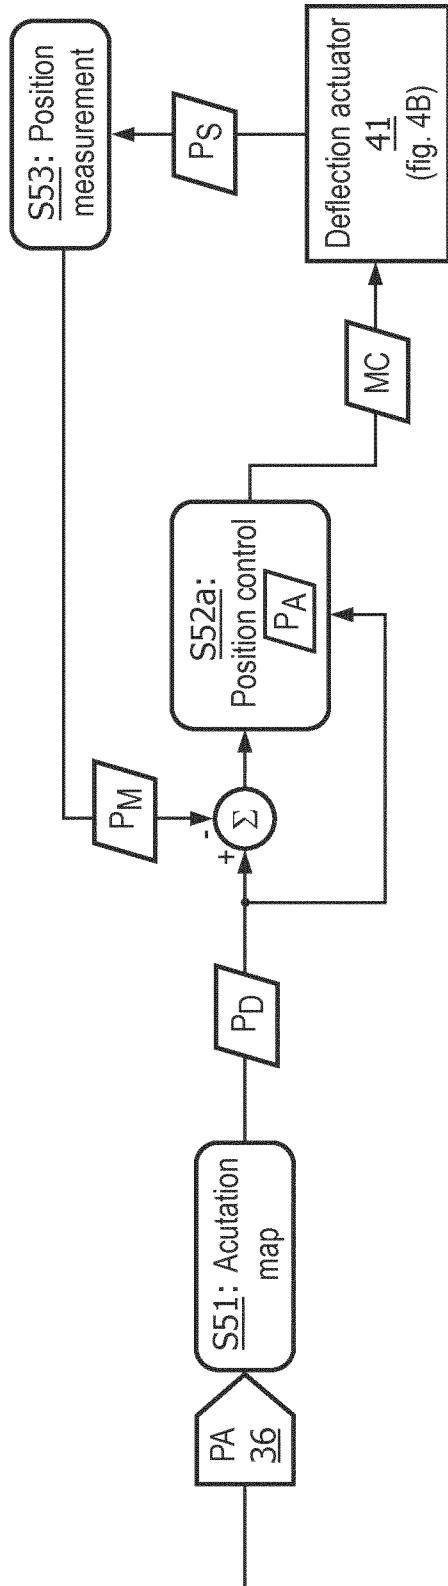 PA
36
S51: Acutation
map
PD
+
-
Σ
PM
S52a:
Position control
PA
MC
Deflection actuator
41
(fig. 4B)
PS
S53: Position
measurement